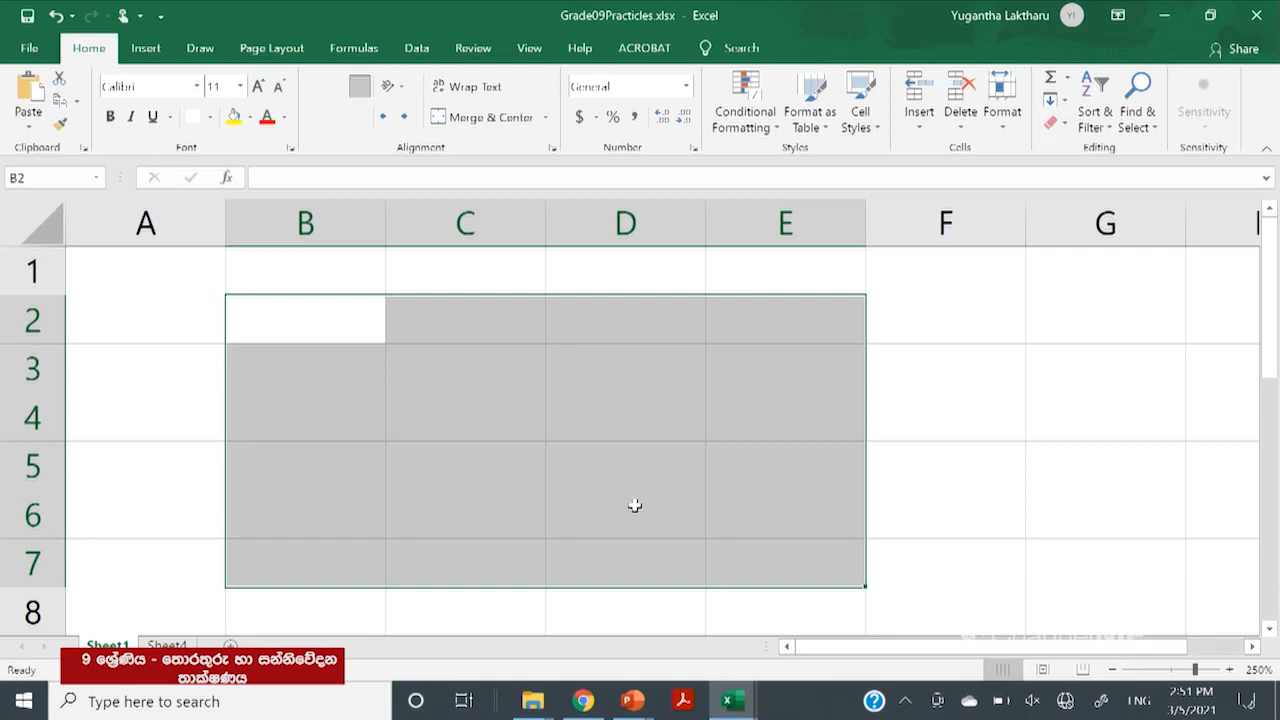 Grade09Practicles.xlsx - Excel
Yugantha Laktharu YI
File Home Insert Draw Page Layout Formulas Data Review View Help ACROBAT Search Share
Calibri 11 Wrap Text General
Paste B I U Merge & Center $ % Conditional Formatting Format as Table Cell Styles Insert Delete Format Sort & Filter Find & Select Sensitivity
Clipboard Font Alignment Number Styles Cells Editing Sensitivity
B2 fx
A B C D E F G
1
2
3
4
5
6
7
8
Sheet1 Sheet4
Ready 250%
9 ශ්‍රේණිය - තොරතුරු හා සන්නිවේදන
තාක්ෂණය
Type here to search ENG 2:51 PM
3/5/2021